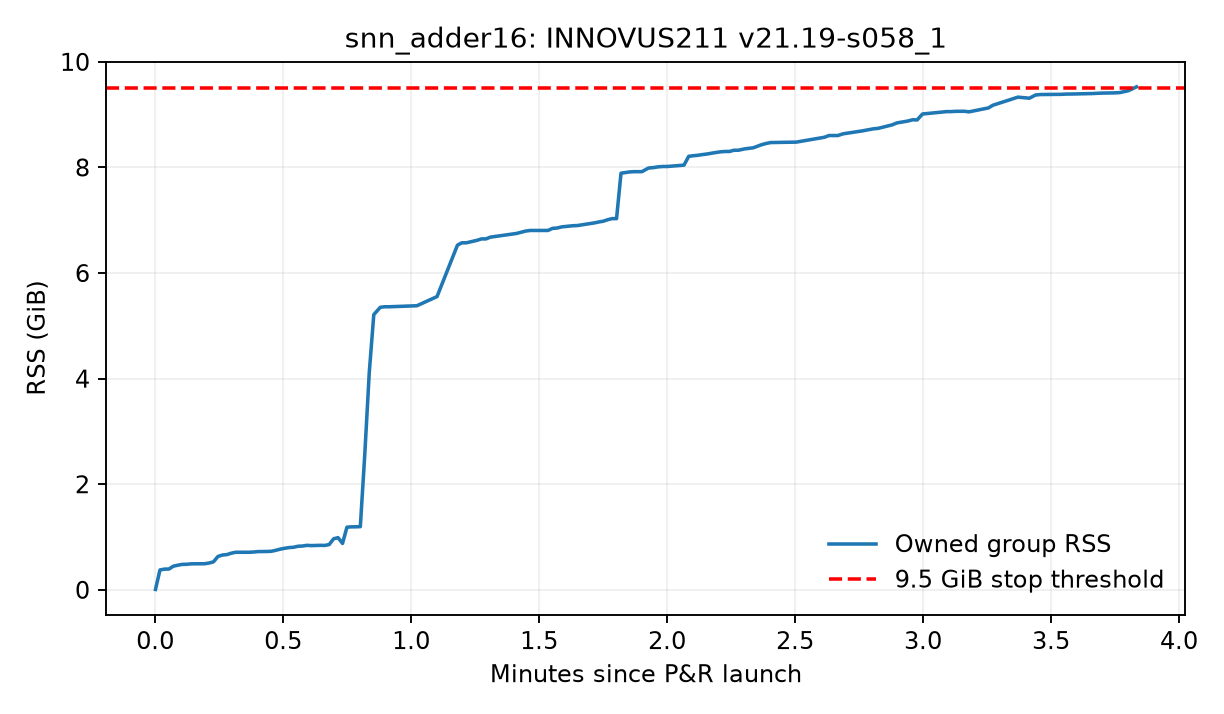 snn_adder16: INNOVUS211 v21.19-s058_1
10
8
6
4
2
0
RSS (GiB)
Owned group RSS
9.5 GiB stop threshold
0.0 0.5 1.0 1.5 2.0 2.5 3.0 3.5 4.0
Minutes since P&R launch